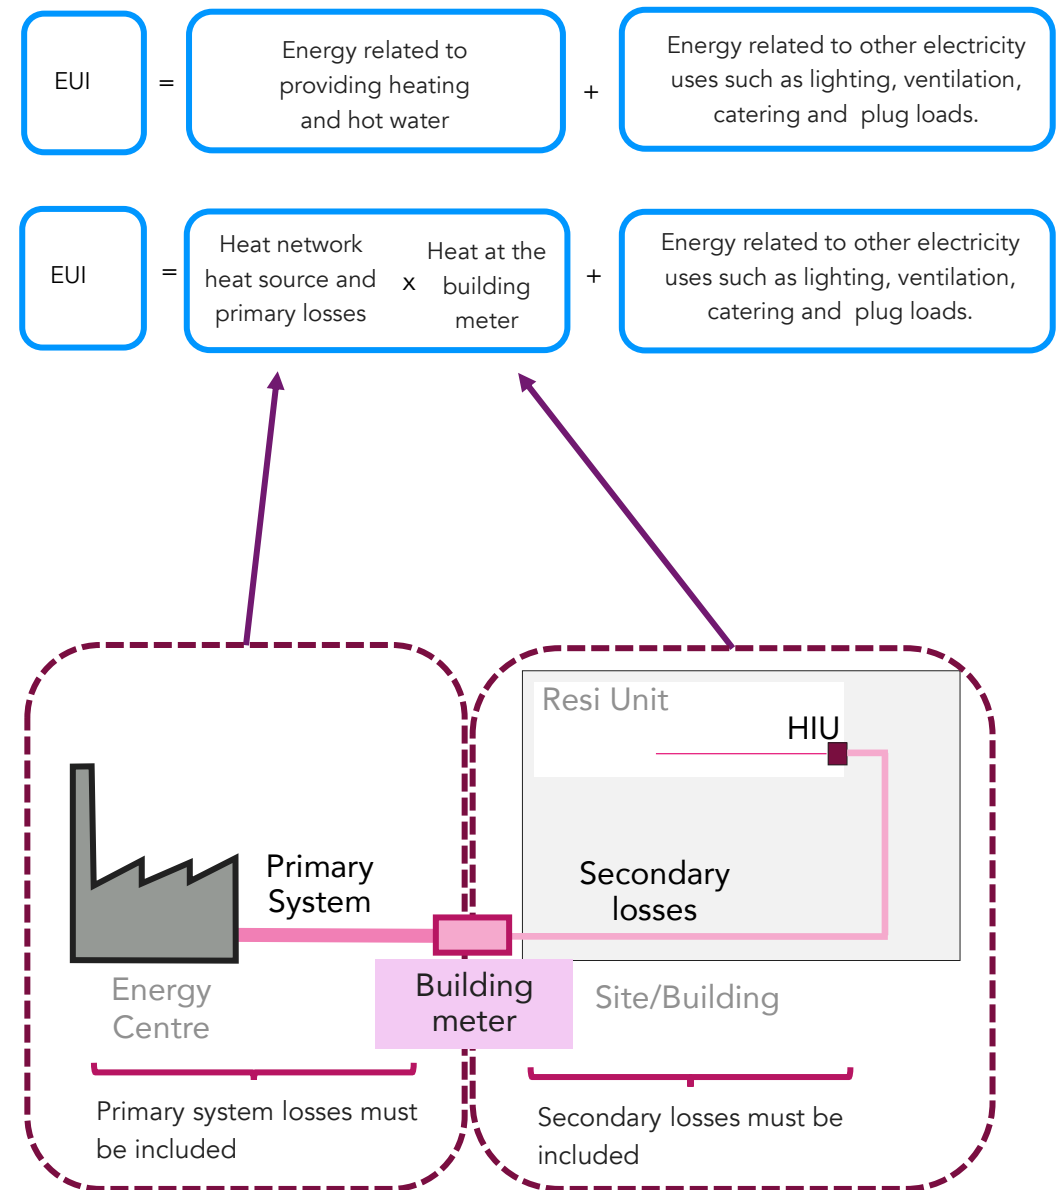 EUI
=
Energy related to
providing heating
and hot water
+
Energy related to other electricity
uses such as lighting, ventilation,
catering and plug loads.
EUI
=
Heat network
heat source and
primary losses
x
Heat at the
building
meter
+
Energy related to other electricity
uses such as lighting, ventilation,
catering and plug loads.
Resi Unit
HIU
Primary
System
Secondary
losses
Energy
Centre
Building
meter
Site/Building
Primary system losses must
be included
Secondary losses must be
included